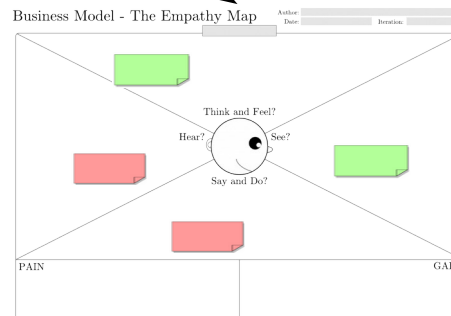 Business Model - The Empathy Map
Author:
Date:
Iteration:
Think and Feel?
Hear?
See?
Say and Do?
PAIN